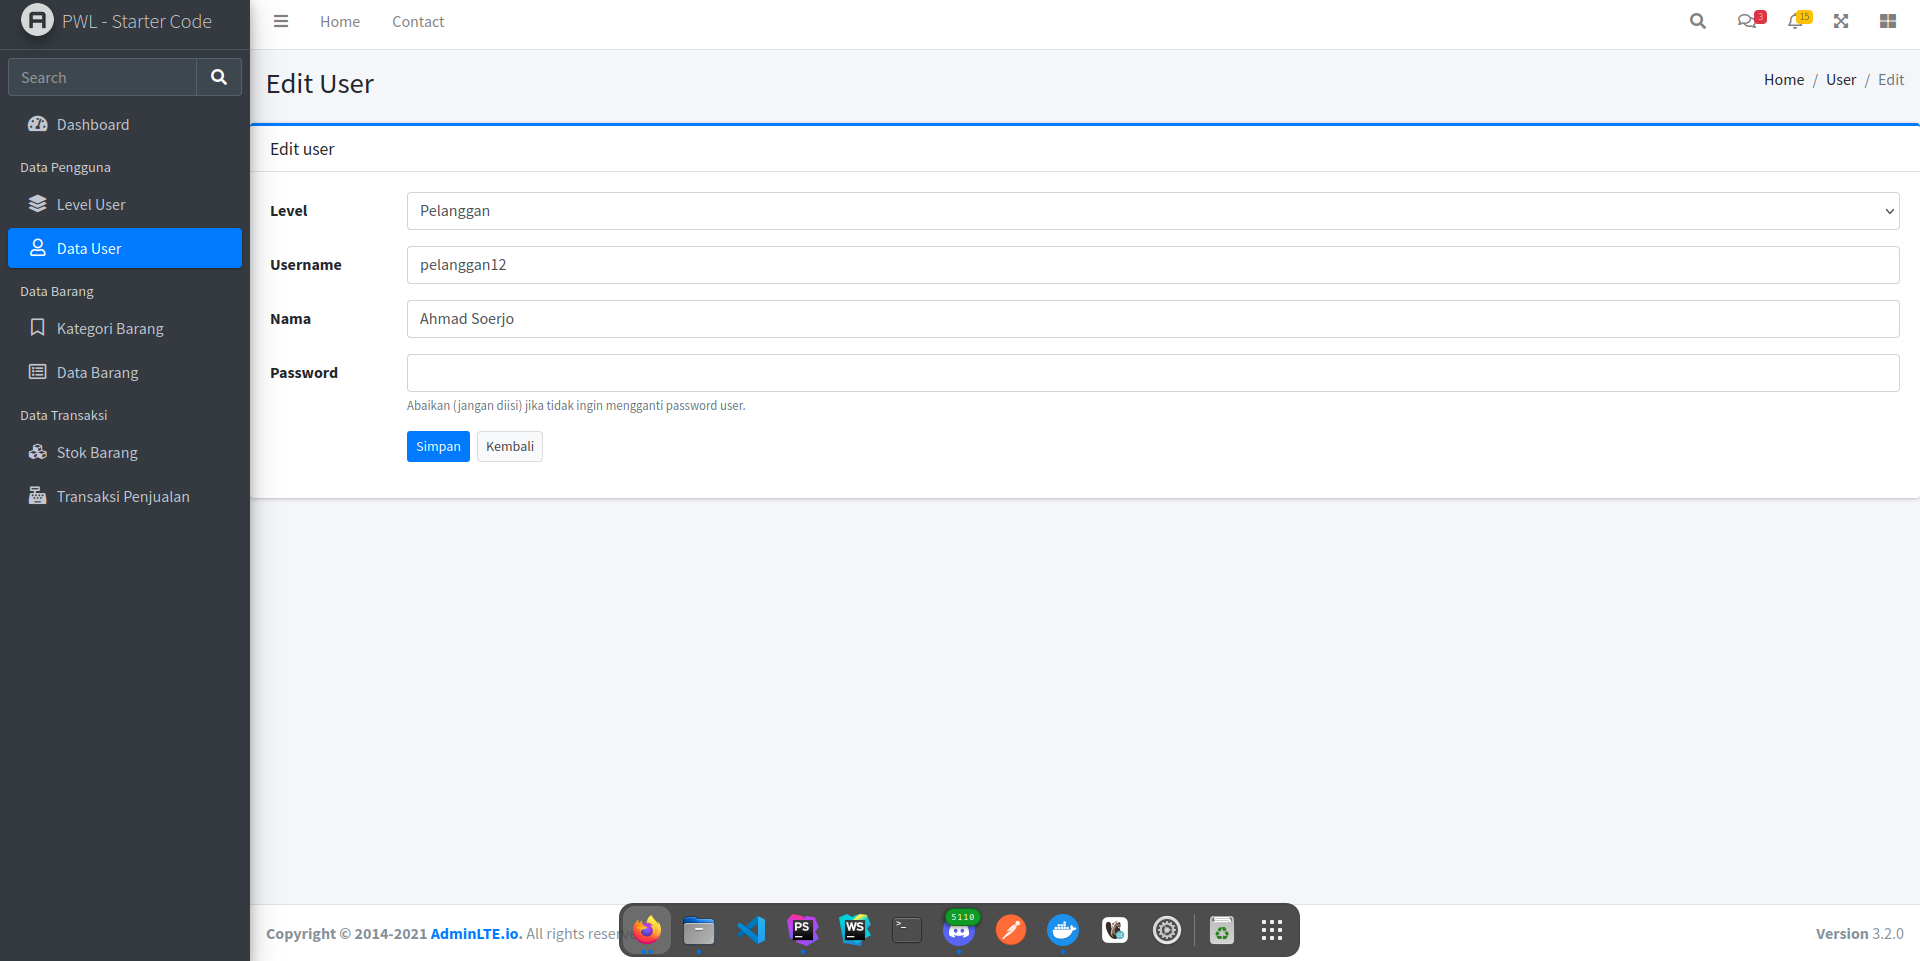 PWL - Starter Code
Home
Contact
3
15
Search
Edit User
Home / User / Edit
Dashboard
Data Pengguna
Level User
Data User
Data Barang
Kategori Barang
Data Barang
Data Transaksi
Stok Barang
Transaksi Penjualan
Edit user
Level
Pelanggan
Username
pelanggan12
Nama
Ahmad Soerjo
Password
Abaikan (jangan diisi) jika tidak ingin mengganti password user.
Simpan
Kembali
Copyright © 2014-2021 AdminLTE.io. All rights reser
PS
WS
>_
5110
Version 3.2.0